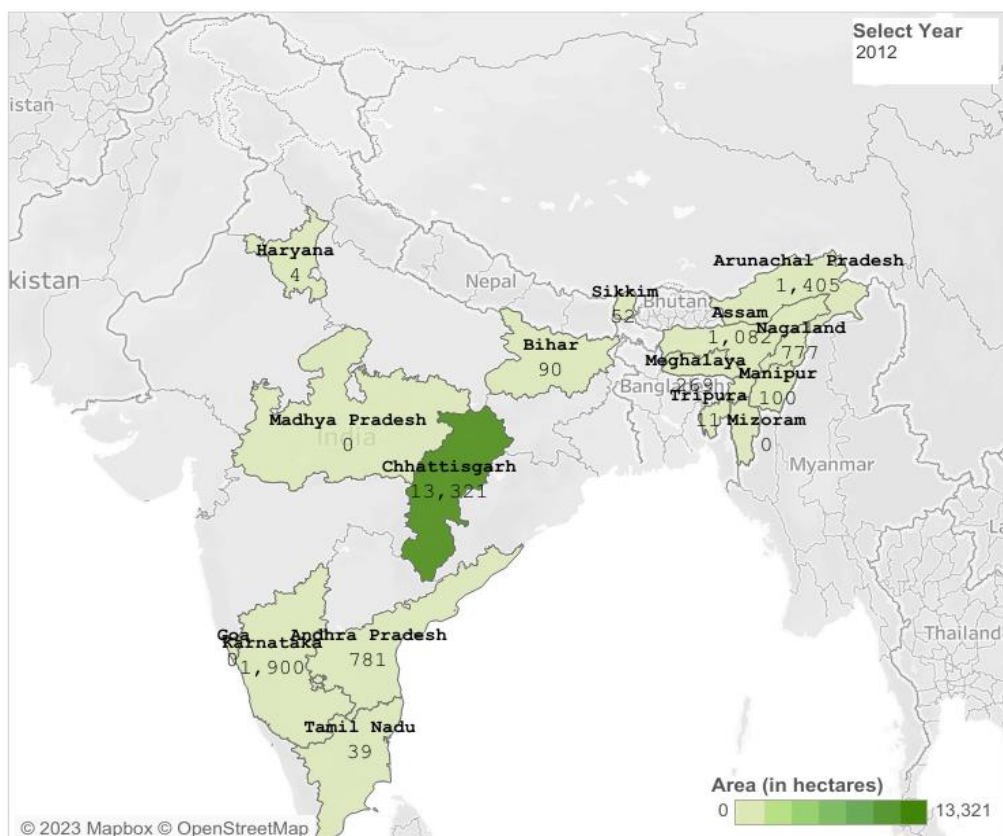 Select Year
2012
istan
kistan
Haryana
4
Nepal
Sikkim
52
Bhutan
Arunachal Pradesh
1,405
Assam
1,082
Nagaland
777
Bihar
90
Meghalaya
269
Bangladesh
Manipur
100
Tripura
11
Mizoram
0
Madhya Pradesh
India
0
Chhattisgarh
13,321
Myanmar
Goa
0
Karnataka
1,900
Andhra Pradesh
781
Thailand
Tamil Nadu
39
Area (in hectares)
0
13,321
© 2023 Mapbox © OpenStreetMap